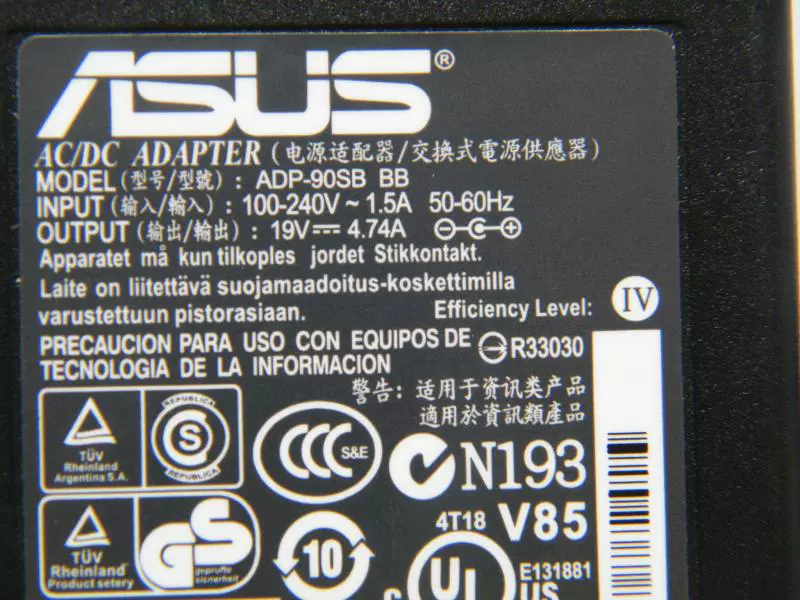 ASUS®
AC/DC ADAPTER (电源适配器/交換式電源供應器)
MODEL (型号/型號) : ADP-90SB BB
INPUT (输入/輸入) : 100-240V ~ 1.5A 50-60Hz
OUTPUT (输出/輸出) : 19V⎓ 4.74A
Apparatet må kun tilkoples jordet Stikkontakt.
Laite on liitettävä suojamaadoitus-koskettimilla
varustettuun pistorasiaan.
Efficiency Level: IV
PRECAUCION PARA USO CON EQUIPOS DE
TECNOLOGIA DE LA INFORMACION
R33030
警告: 适用于资讯类产品
適用於資訊類產品
TÜV
Rheinland
Argentina S.A.
REPUBLICA
S
REPUBLICA
CCC S&E
N193
4T18 V85
TÜV
Rheinland
Product setery
GS
geprüfte
sicherheit
10
UL
E131881
C US